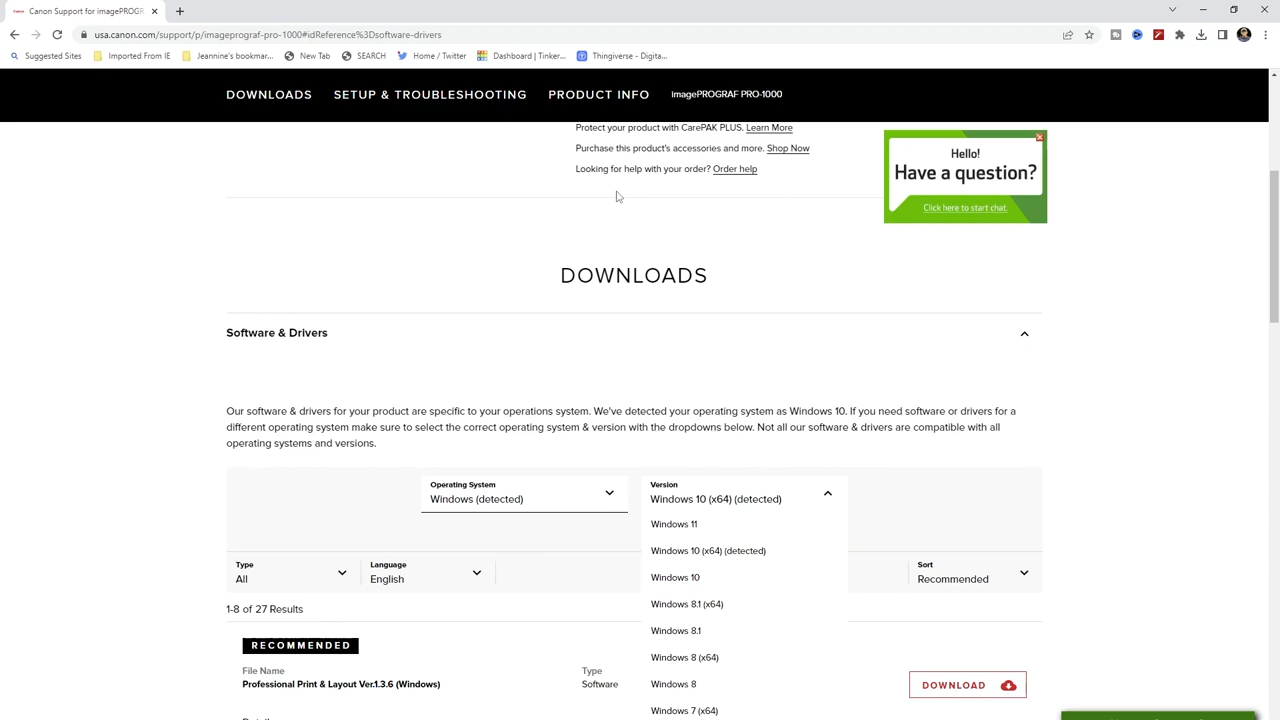 Canon Support for imagePROGR
usa.canon.com/support/p/imageprograf-pro-1000#idReference%3Dsoftware-drivers
Suggested Sites
Imported From IE
Jeannine's bookmar...
New Tab
SEARCH
Home / Twitter
Dashboard | Tinker...
Thingiverse - Digita...
DOWNLOADS
SETUP & TROUBLESHOOTING
PRODUCT INFO
imagePROGRAF PRO-1000
Protect your product with CarePAK PLUS. Learn More
Purchase this product's accessories and more. Shop Now
Looking for help with your order? Order help
Hello!
Have a question?
Click here to start chat.
DOWNLOADS
Software & Drivers
Our software & drivers for your product are specific to your operations system. We've detected your operating system as Windows 10. If you need software or drivers for a
different operating system make sure to select the correct operating system & version with the dropdowns below. Not all our software & drivers are compatible with all
operating systems and versions.
Operating System
Windows (detected)
Version
Windows 10 (x64) (detected)
Windows 11
Windows 10 (x64) (detected)
Windows 10
Windows 8.1 (x64)
Windows 8.1
Windows 8 (x64)
Windows 8
Windows 7 (x64)
Type
All
Language
English
Sort
Recommended
1-8 of 27 Results
RECOMMENDED
File Name
Professional Print & Layout Ver.1.3.6 (Windows)
Type
Software
DOWNLOAD